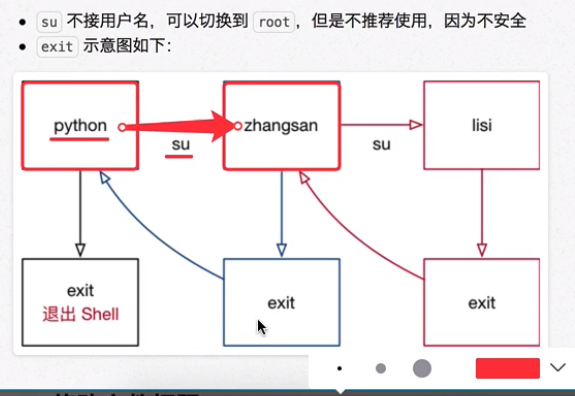 su 不接用户名，可以切换到 root，但是不推荐使用，因为不安全
exit 示意图如下：
python
su
zhangsan
su
lisi
exit
退出 Shell
exit
exit